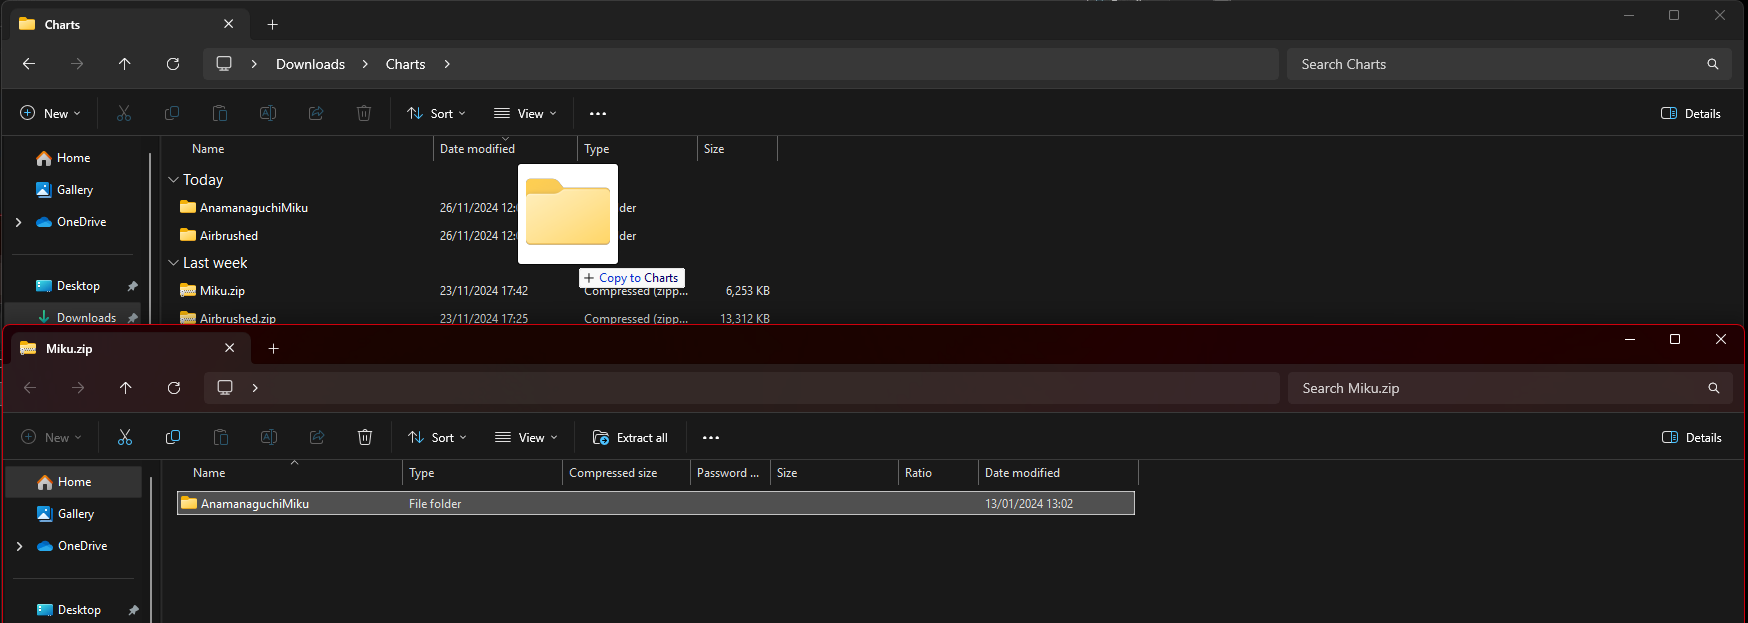 Charts
Downloads Charts Search Charts
New Sort View Details
Name Date modified Type Size
Home
Gallery
OneDrive
Desktop
Downloads
Today
AnamanaguchiMiku 26/11/2024 12: der
Airbrushed 26/11/2024 12: der
Last week
+ Copy to Charts
Miku.zip 23/11/2024 17:42 Compressed (zipp... 6,253 KB
Airbrushed.zip 23/11/2024 17:25 Compressed (zipp... 13,312 KB
Miku.zip
Search Miku.zip
New Sort View Extract all Details
Name Type Compressed size Password ... Size Ratio Date modified
Home
Gallery
OneDrive
Desktop
AnamanaguchiMiku File folder 13/01/2024 13:02